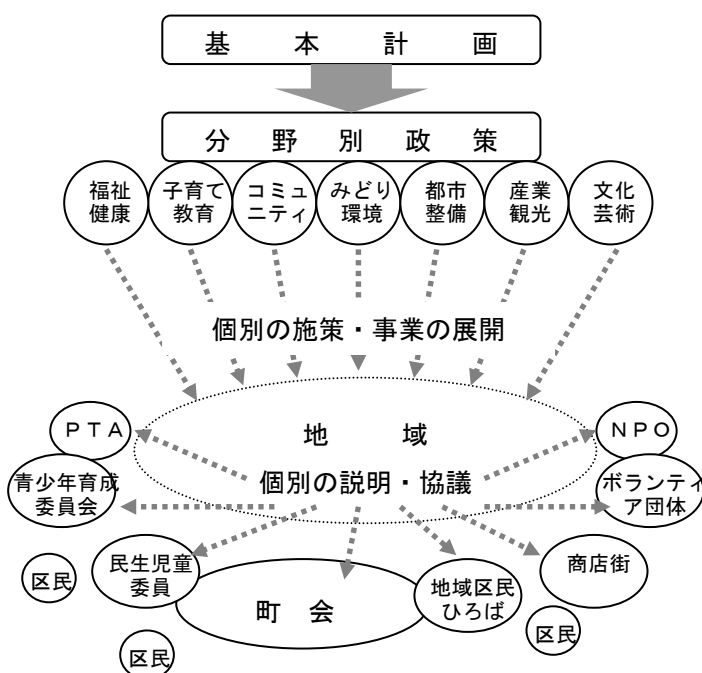 基本計画
分野別政策
福祉
健康
子育て
教育
コミュ
ニティ
みどり
環境
都市
整備
産業
観光
文化
芸術
個別の施策・事業の展開
ＰＴＡ
地域
ＮＰＯ
青少年育成
委員会
個別の説明・協議
ボランティ
ア団体
区民
民生児童
委員
町会
地域区民
ひろば
商店街
区民
区民